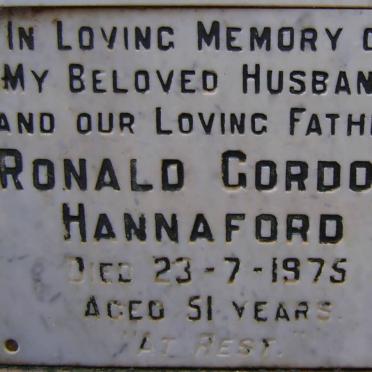 IN LOVING MEMORY O
MY BELOVED HUSBAN
AND OUR LOVING FATH
RONALD GORDO
HANNAFORD
DIED 23-7-1975
AGED 51 YEARS.
"AT REST."